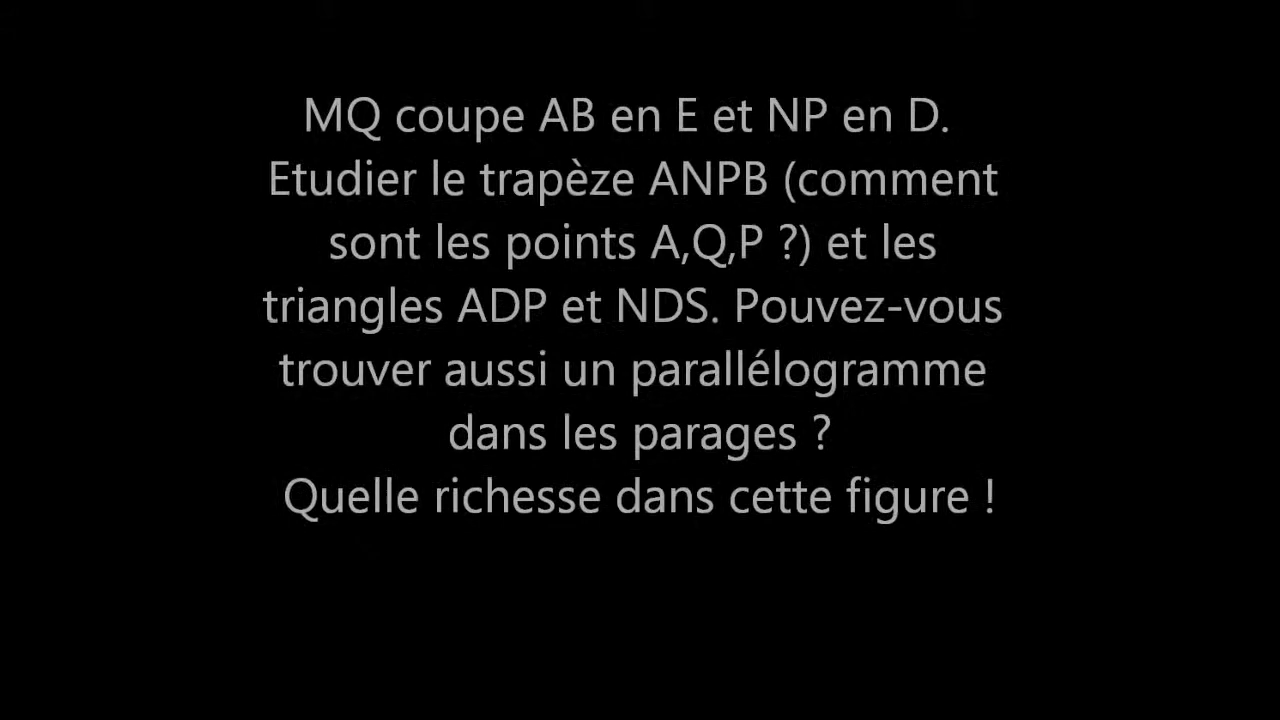 MQ coupe AB en E et NP en D.
Etudier le trapèze ANPB (comment
sont les points A,Q,P ?) et les
triangles ADP et NDS. Pouvez-vous
trouver aussi un parallélogramme
dans les parages ?
Quelle richesse dans cette figure !